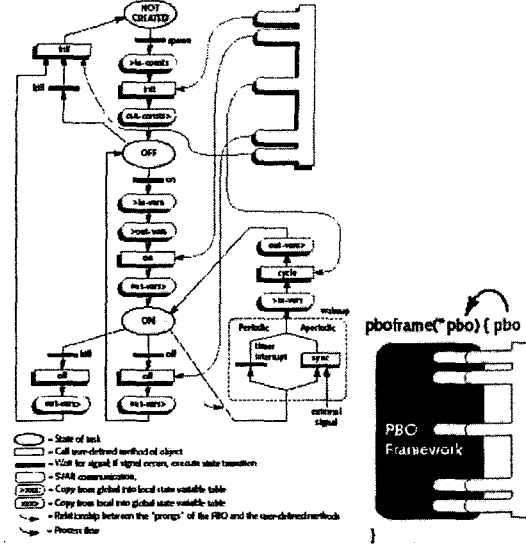 NOT
CREATED
spawn
>in-consts
kill
init
kill
out-consts>
OFF
on
>in-vars
>out-vars
on
out-vars>
out-vars>
cycle
>in-vars
Wakeup
ON
Periodic
Aperiodic
timer
interrupt
sync
kill
off
off
off
out-vars>
out-vars>
external
signal
pboframe(*pbo) { pbo
PBO
Framework
}
- State of task
- Call user-defined method of object
- Wait for signal; if signal occurs, execute state transition
- SVAR communication,
- Copy from global into local state variable table
- Copy from local into global state variable table
- Relationship between the "prongs" of the PBO and the user-defined methods
- Process flow